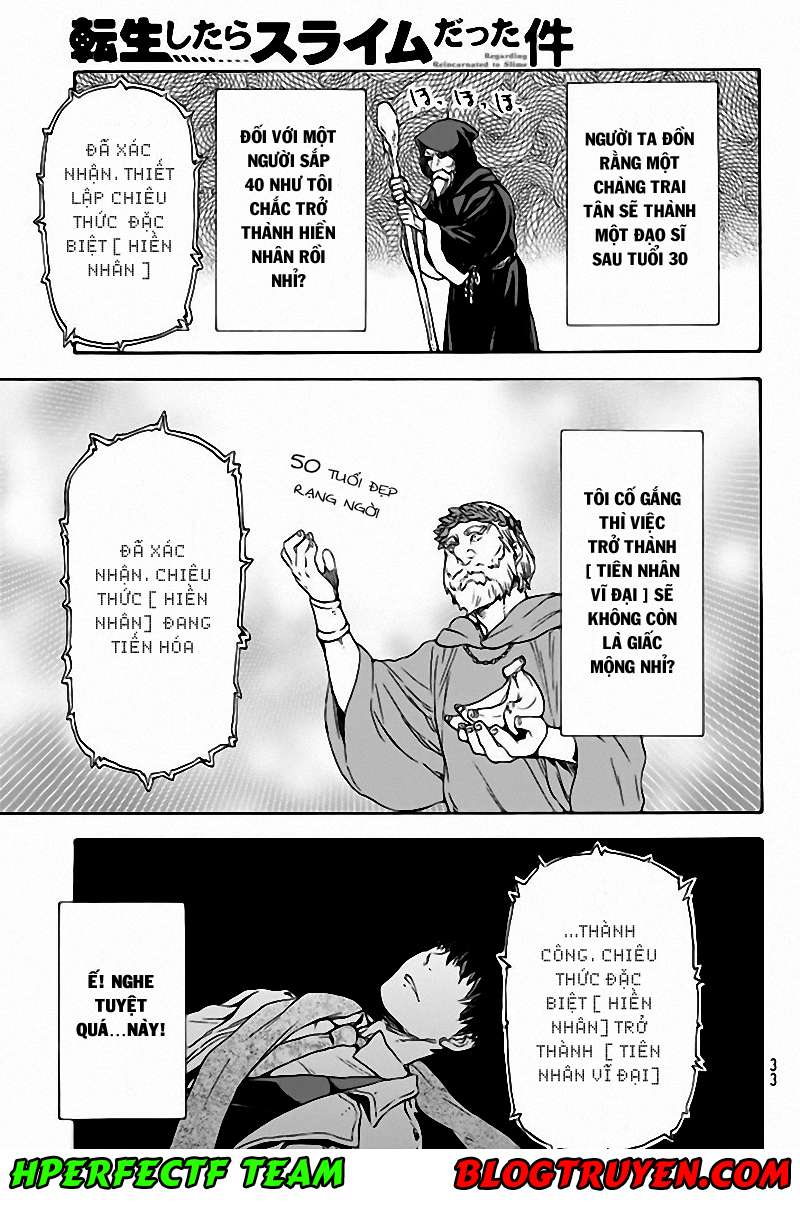 転生したらスライムだった件
Regarding
Reincarnated to Slime
NGƯỜI TA ĐỒN
RẰNG MỘT
CHÀNG TRAI
TÂN SẼ THÀNH
MỘT ĐẠO SĨ
SAU TUỔI 30
ほ、ほ、ほ、
ĐỐI VỚI MỘT
NGƯỜI SẮP
40 NHƯ TÔI
CHẮC TRỞ
THÀNH HIỀN
NHÂN RỒI
NHỈ?
ĐÃ XÁC
NHẬN. THIẾT
LẬP CHIÊU
THỨC ĐẶC
BIỆT [ HIỀN
NHÂN ]
TÔI CỐ GẮNG
THÌ VIỆC
TRỞ THÀNH
[ TIÊN NHÂN
VĨ ĐẠI ] SẼ
KHÔNG CÒN
LÀ GIẤC
MỘNG NHỈ?
50 TUỔI ĐẸP
RẠNG NGỜI
ĐÃ XÁC
NHẬN. CHIÊU
THỨC [ HIỀN
NHÂN] ĐANG
TIẾN HÓA
...THÀNH
CÔNG. CHIÊU
THỨC ĐẶC
BIỆT [ HIỀN
NHÂN] TRỞ
THÀNH [ TIÊN
NHÂN VĨ ĐẠI]
Ế! NGHE
TUYỆT
QUÁ...NÀY!
33
HPERFECTF TEAM
BLOGTRUYEN.COM